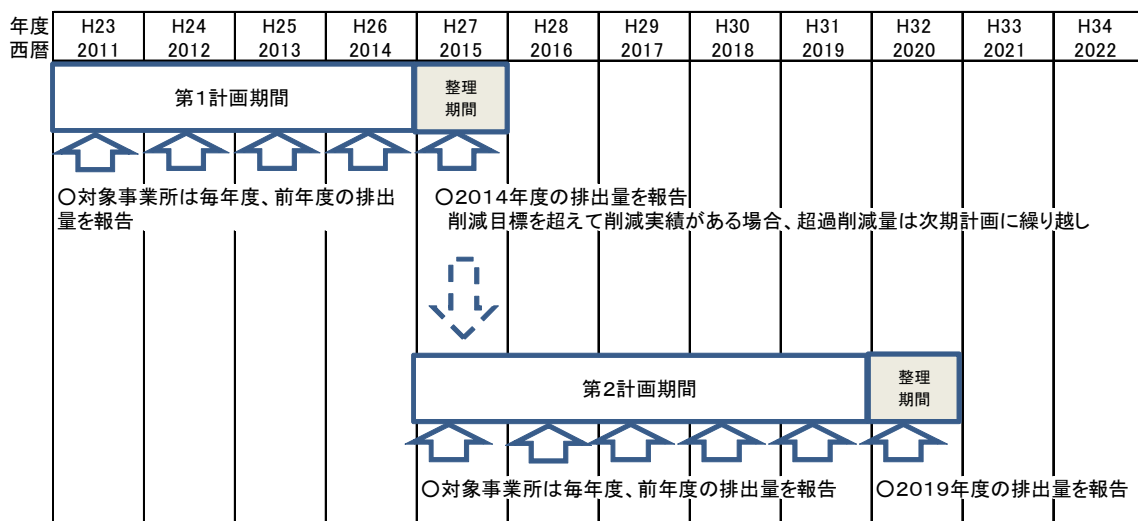 年度 H23 H24 H25 H26 H27 H28 H29 H30 H31 H32 H33 H34
西暦 2011 2012 2013 2014 2015 2016 2017 2018 2019 2020 2021 2022
第１計画期間
整理
期間
○対象事業所は毎年度、前年度の排出
量を報告
○２０１４年度の排出量を報告
削減目標を超えて削減実績がある場合、超過削減量は次期計画に繰り越し
第２計画期間
整理
期間
○対象事業所は毎年度、前年度の排出量を報告
○２０１９年度の排出量を報告